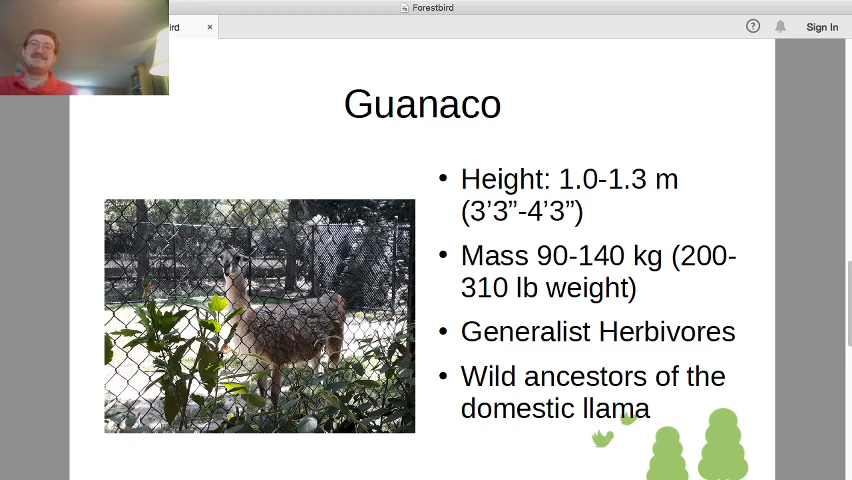 Forestbird
ird × ? Sign In
Guanaco
• Height: 1.0-1.3 m
(3’3”-4’3”)
• Mass 90-140 kg (200-
310 lb weight)
• Generalist Herbivores
• Wild ancestors of the
domestic llama